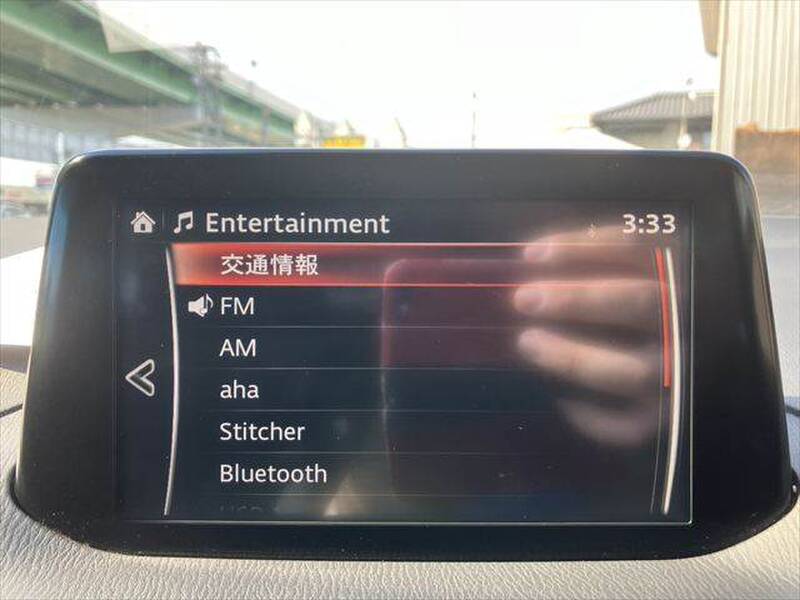 Entertainment 3:33
交通情報
FM
AM
aha
Stitcher
Bluetooth